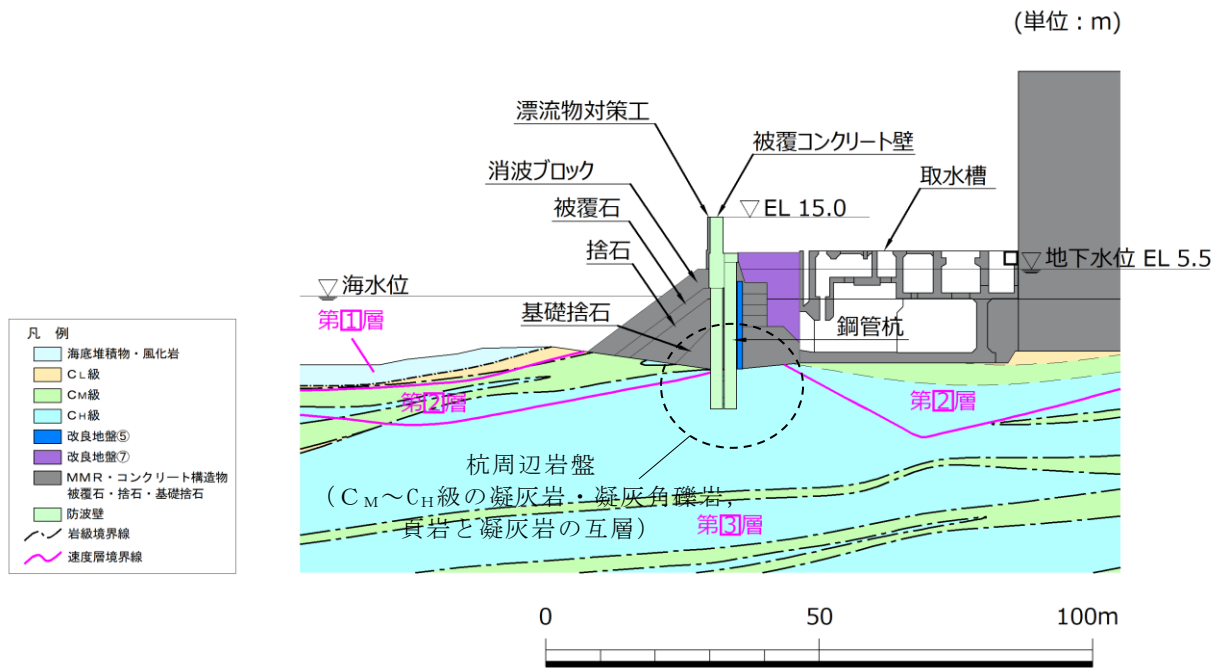 (単位：m)
漂流物対策工
被覆コンクリート壁
消波ブロック
取水槽
被覆石
EL 15.0
捨石
地下水位 EL 5.5
海水位
基礎捨石
鋼管杭
第1層
第2層
第2層
杭周辺岩盤
（CM～CH級の凝灰岩・凝灰角礫岩，
頁岩と凝灰岩の互層）
第3層
凡 例
海底堆積物・風化岩
CL級
CM級
CH級
改良地盤⑤
改良地盤⑦
MMR・コンクリート構造物
被覆石・捨石・基礎捨石
防波壁
岩級境界線
速度層境界線
0 50 100m